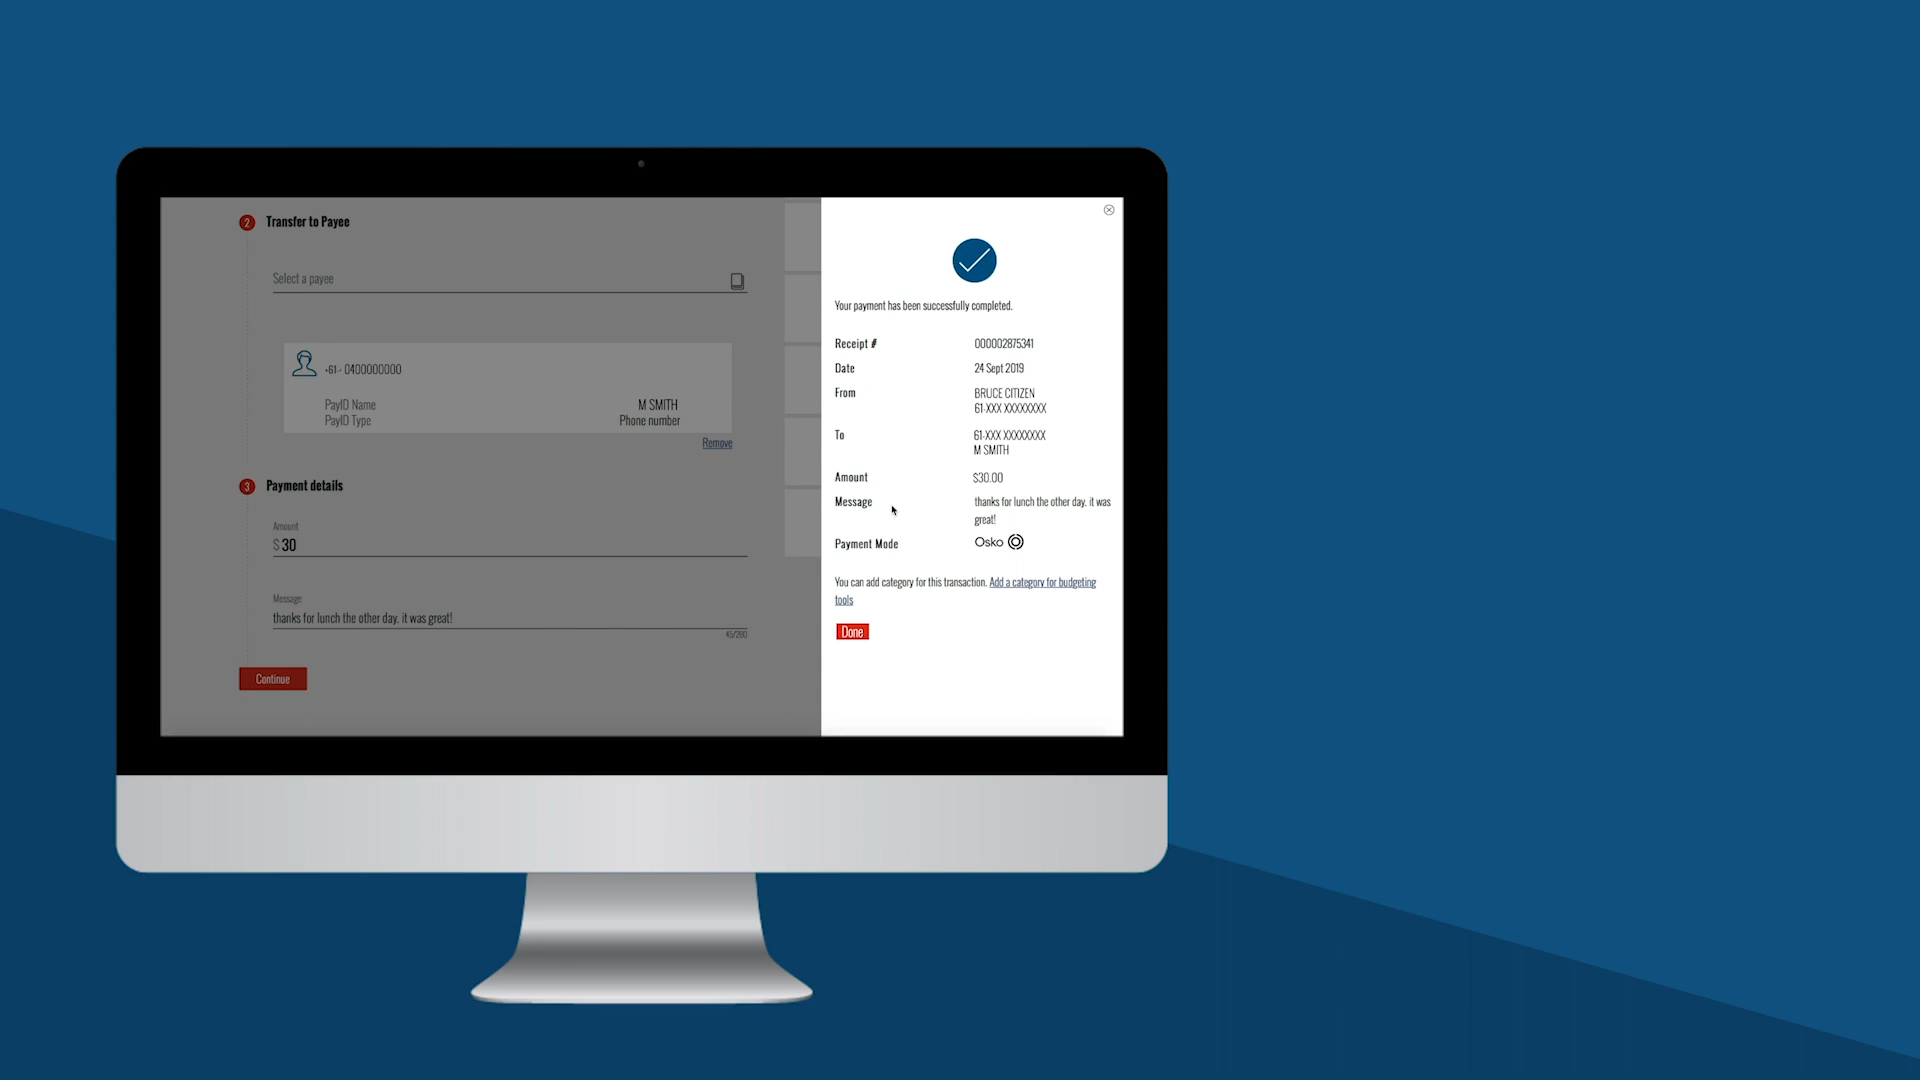 2 Transfer to Payee
Select a payee
+61- 0400000000
PayID Name M SMITH
PayID Type Phone number
Remove
3 Payment details
Amount
$ 30
Message
thanks for lunch the other day. it was great!
45/280
Continue
Your payment has been successfully completed.
Receipt # 000002875341
Date 24 Sept 2019
From BRUCE CITIZEN
61-XXX XXXXXXXX
To 61-XXX XXXXXXXX
M SMITH
Amount $30.00
Message thanks for lunch the other day. it was
great!
Payment Mode Osko
You can add category for this transaction. Add a category for budgeting
tools
Done